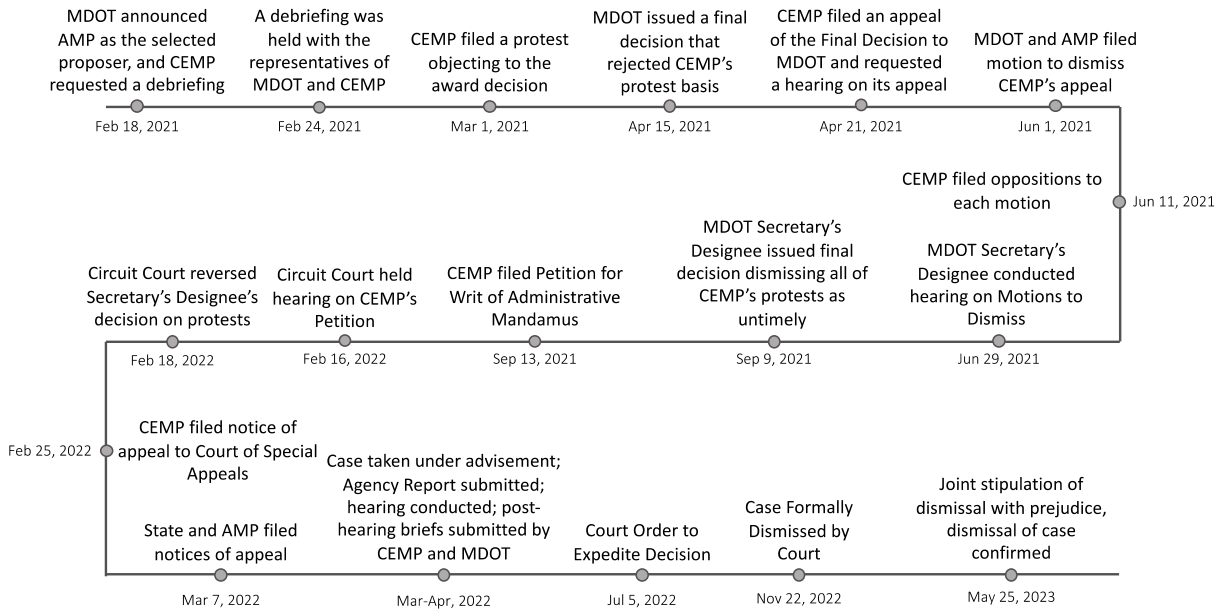 MDOT announced
AMP as the selected
proposer, and CEMP
requested a debriefing
Feb 18, 2021
A debriefing was
held with the
representatives of
MDOT and CEMP
Feb 24, 2021
CEMP filed a protest
objecting to the
award decision
Mar 1, 2021
MDOT issued a final
decision that
rejected CEMP's
protest basis
Apr 15, 2021
CEMP filed an appeal
of the Final Decision to
MDOT and requested
a hearing on its appeal
Apr 21, 2021
MDOT and AMP filed
motion to dismiss
CEMP's appeal
Jun 1, 2021
CEMP filed oppositions to
each motion
Jun 11, 2021
MDOT Secretary's
Designee conducted
hearing on Motions to
Dismiss
Jun 29, 2021
MDOT Secretary's
Designee issued final
decision dismissing all of
CEMP's protests as
untimely
Sep 9, 2021
CEMP filed Petition for
Writ of Administrative
Mandamus
Sep 13, 2021
Circuit Court held
hearing on CEMP's
Petition
Feb 16, 2022
Circuit Court reversed
Secretary's Designee's
decision on protests
Feb 18, 2022
CEMP filed notice of
appeal to Court of Special
Appeals
Feb 25, 2022
State and AMP filed
notices of appeal
Mar 7, 2022
Case taken under advisement;
Agency Report submitted;
hearing conducted; post-
hearing briefs submitted by
CEMP and MDOT
Mar-Apr, 2022
Court Order to
Expedite Decision
Jul 5, 2022
Case Formally
Dismissed by
Court
Nov 22, 2022
Joint stipulation of
dismissal with prejudice,
dismissal of case
confirmed
May 25, 2023